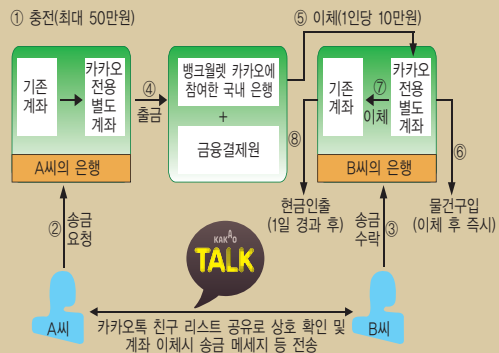 ① 충전(최대 50만원)
⑤ 이체(1인당 10만원)
기존
계좌
카카오
전용
별도
계좌
A씨의 은행
④
출금
뱅크월렛 카카오에
참여한 국내 은행
+
금융결제원
기존
계좌
⑦
이체
카카오
전용
별도
계좌
B씨의 은행
⑧
⑥
현금인출
(1일 경과 후)
물건구입
(이체 후 즉시)
② 송금
요청
송금 ③
수락
KAKAO
TALK
A씨
B씨
카카오톡 친구 리스트 공유로 상호 확인 및
계좌 이체시 송금 메세지 등 전송